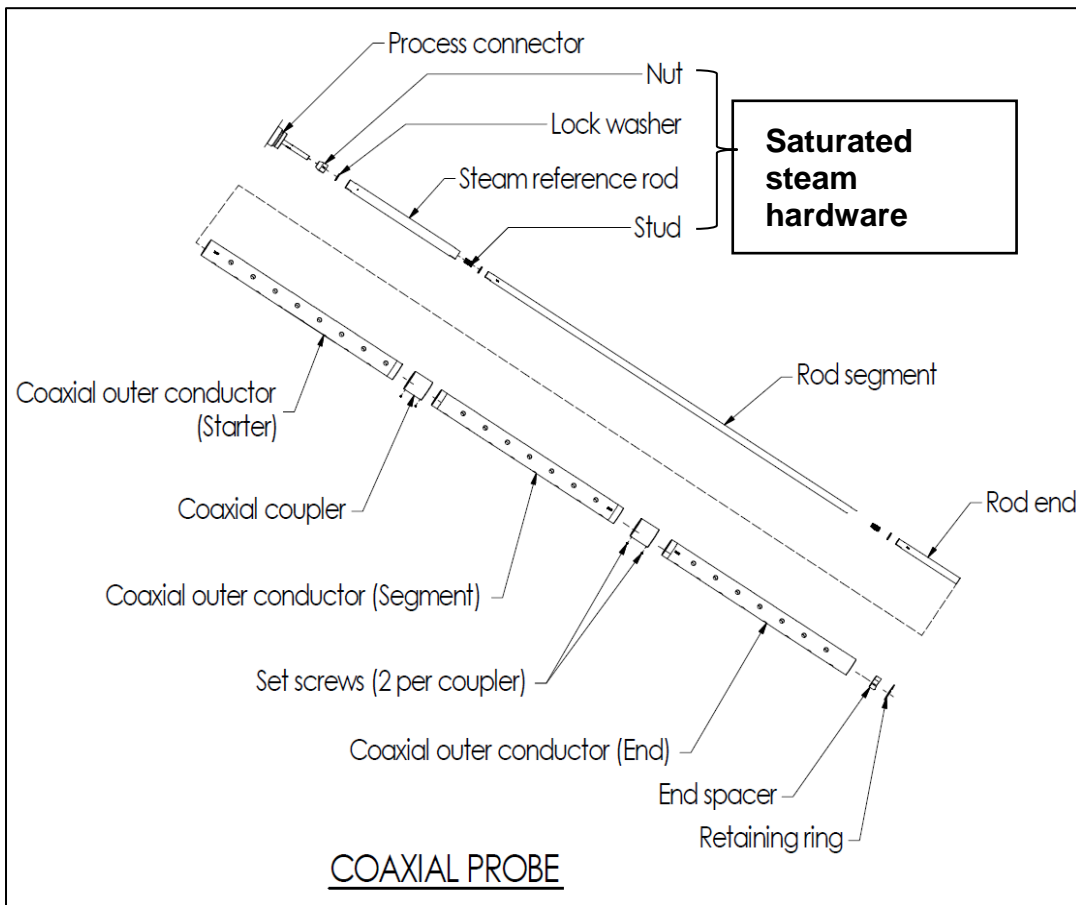 Process connector
Nut
Lock washer
Steam reference rod
Stud
Saturated
steam
hardware
Rod segment
Coaxial outer conductor
(Starter)
Rod end
Coaxial coupler
Coaxial outer conductor (Segment)
Set screws (2 per coupler)
Coaxial outer conductor (End)
End spacer
Retaining ring
COAXIAL PROBE